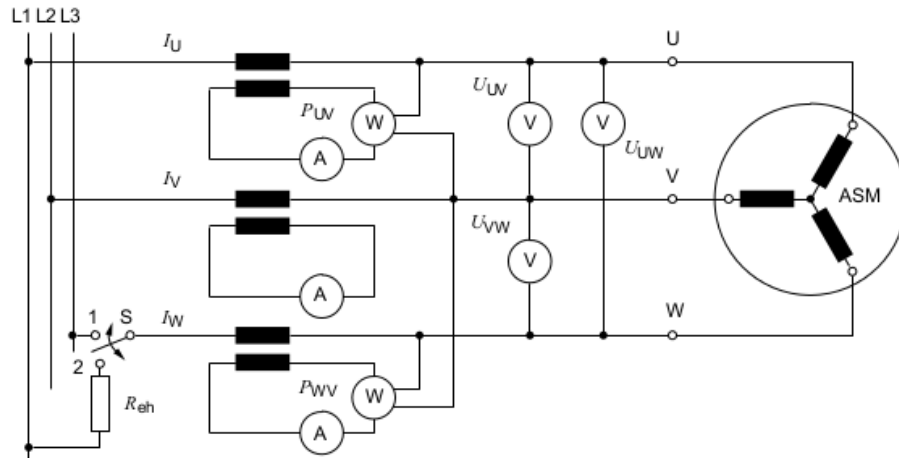 L1 L2 L3
I_U
U
U_UV
P_UV
W
V
V
U_UW
A
I_V
V
ASM
U_VW
V
A
1 S
I_W
W
2
P_WV
W
R_eh
A